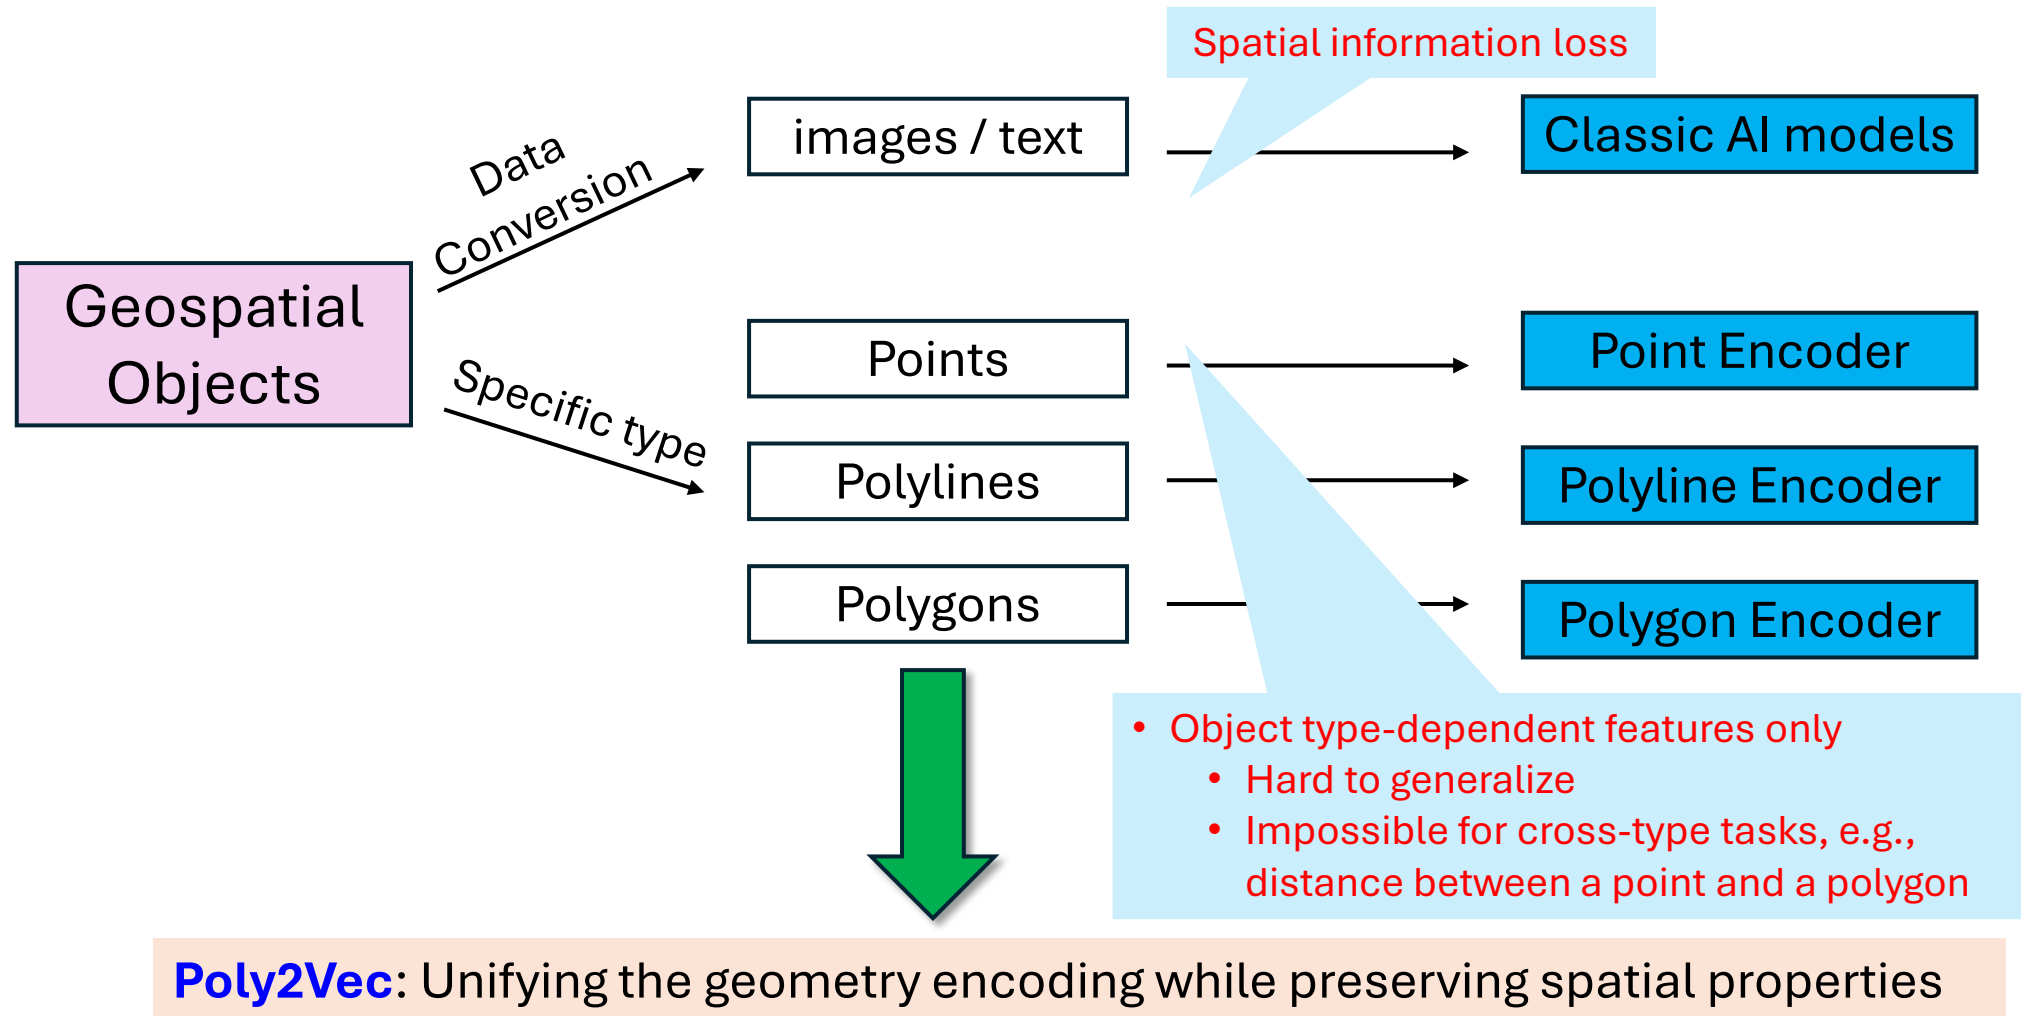 Spatial information loss
Data
Conversion
images / text
Classic AI models
Geospatial
Objects
Specific type
Points
Point Encoder
Polylines
Polyline Encoder
Polygons
Polygon Encoder
• Object type-dependent features only
• Hard to generalize
• Impossible for cross-type tasks, e.g.,
distance between a point and a polygon
Poly2Vec: Unifying the geometry encoding while preserving spatial properties